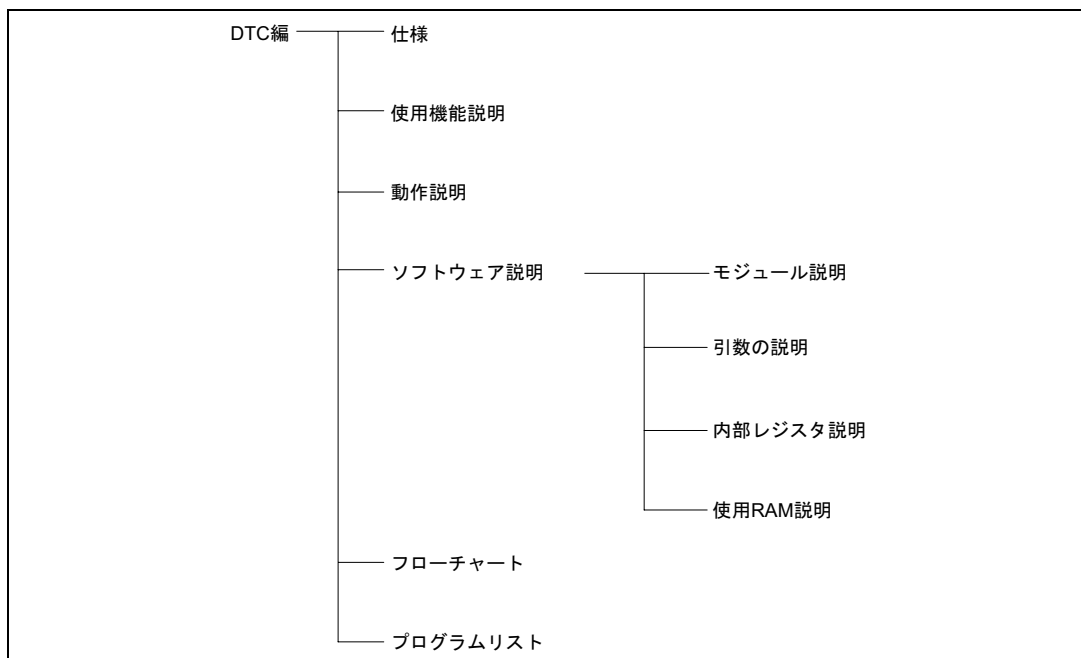 DTC編
仕様
使用機能説明
動作説明
ソフトウェア説明
モジュール説明
引数の説明
内部レジスタ説明
使用RAM説明
フローチャート
プログラムリスト